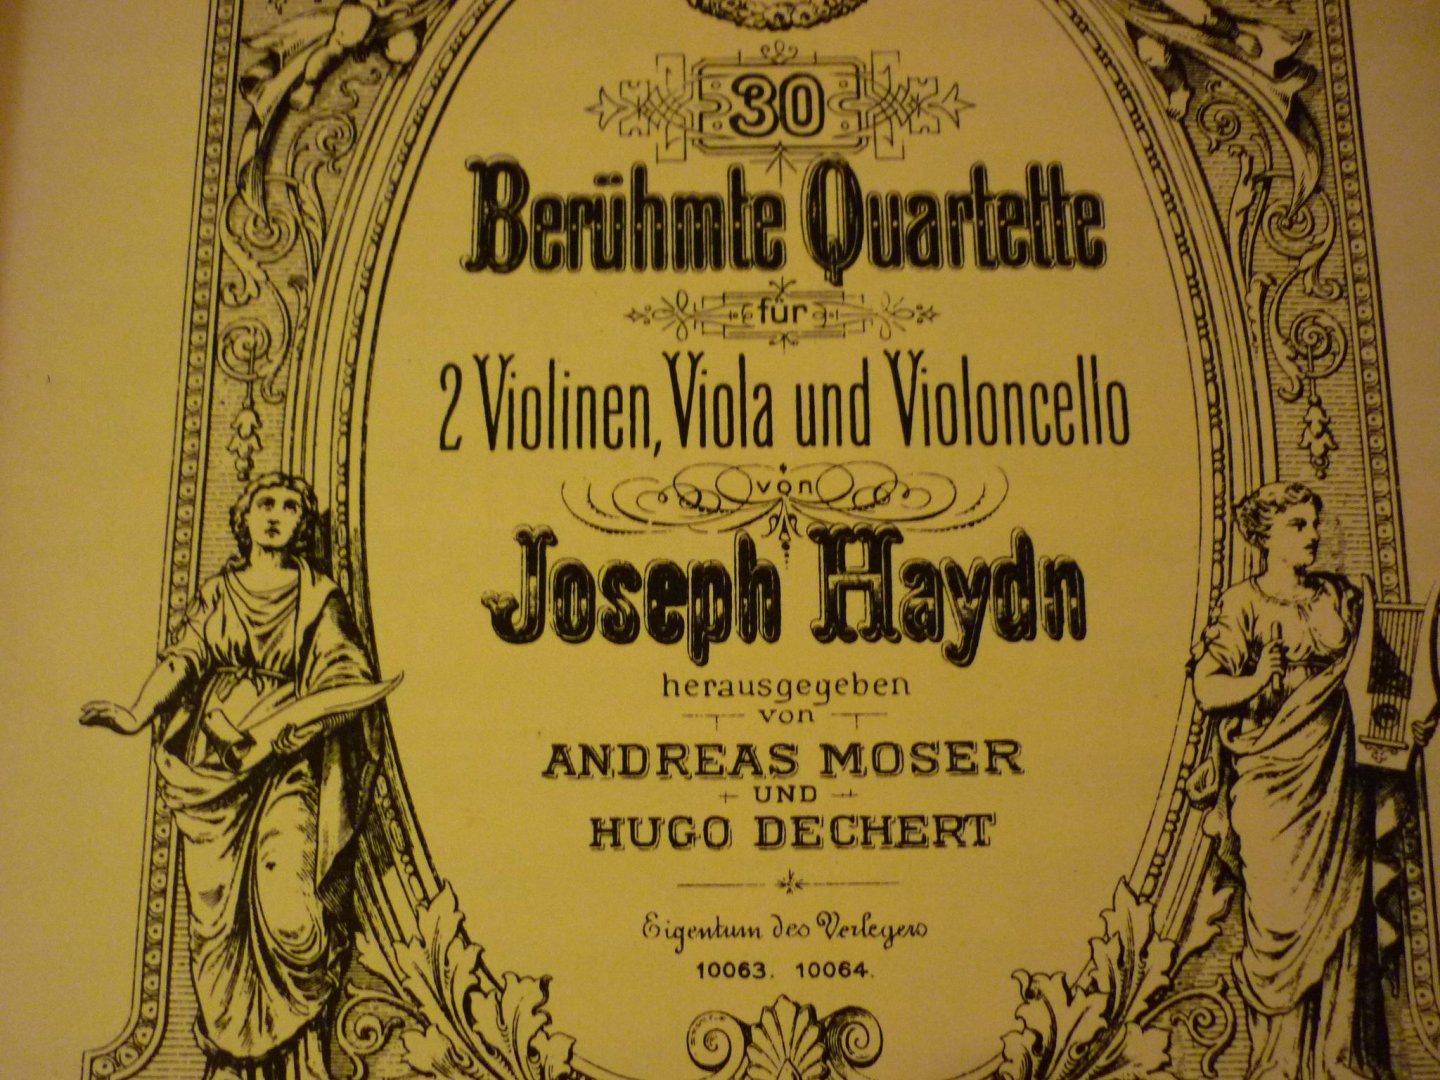 30
Berühmte Quartette
für
2 Violinen, Viola und Violoncello
von
Joseph Haydn
herausgegeben
von
ANDREAS MOSER
UND
HUGO DECHERT
Eigentum des Verlegers
10063. 10064.